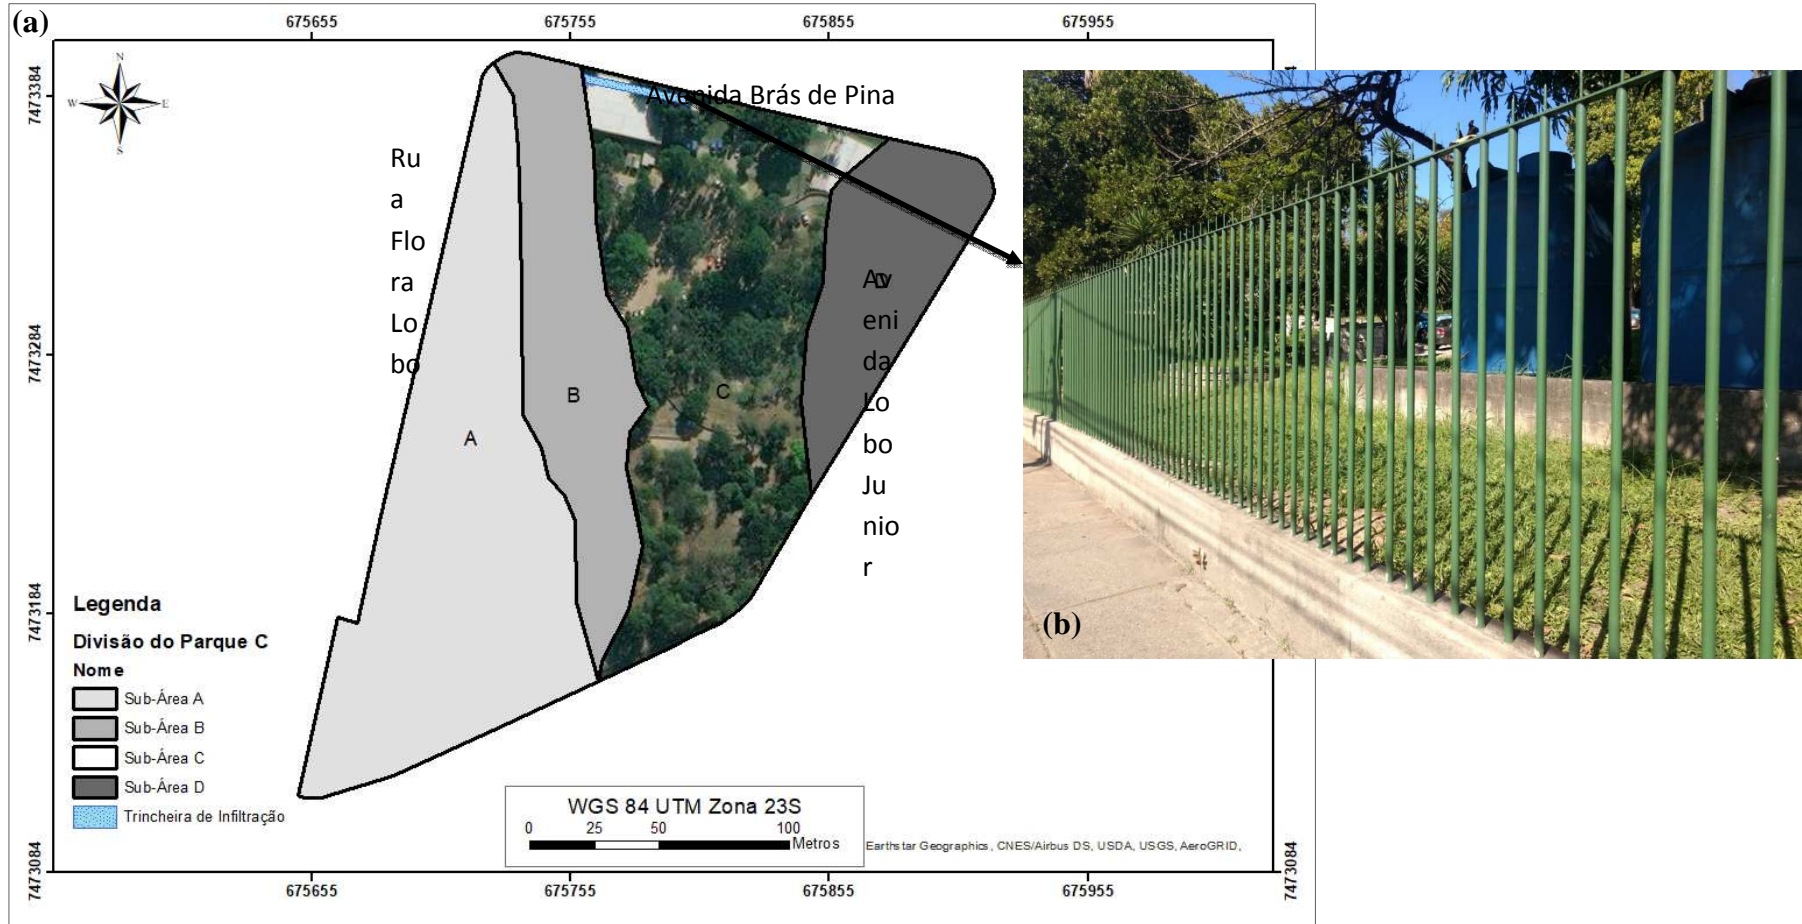 (a)
675655 675755 675855 675955
N
W E
S
7473384
7473284
7473184
7473084
Avenida Brás de Pina
Ru
a
Flo
ra
Lo
bo
Av
eni
da
Lo
bo
Ju
nio
r
A
B
C
D
Legenda
Divisão do Parque C
Nome
Sub-Área A
Sub-Área B
Sub-Área C
Sub-Área D
Trincheira de Infiltração
WGS 84 UTM Zona 23S
0 25 50 100
Metros
Earthstar Geographics, CNES/Airbus DS, USDA, USGS, AeroGRID,
7473084
675655 675755 675855 675955
(b)